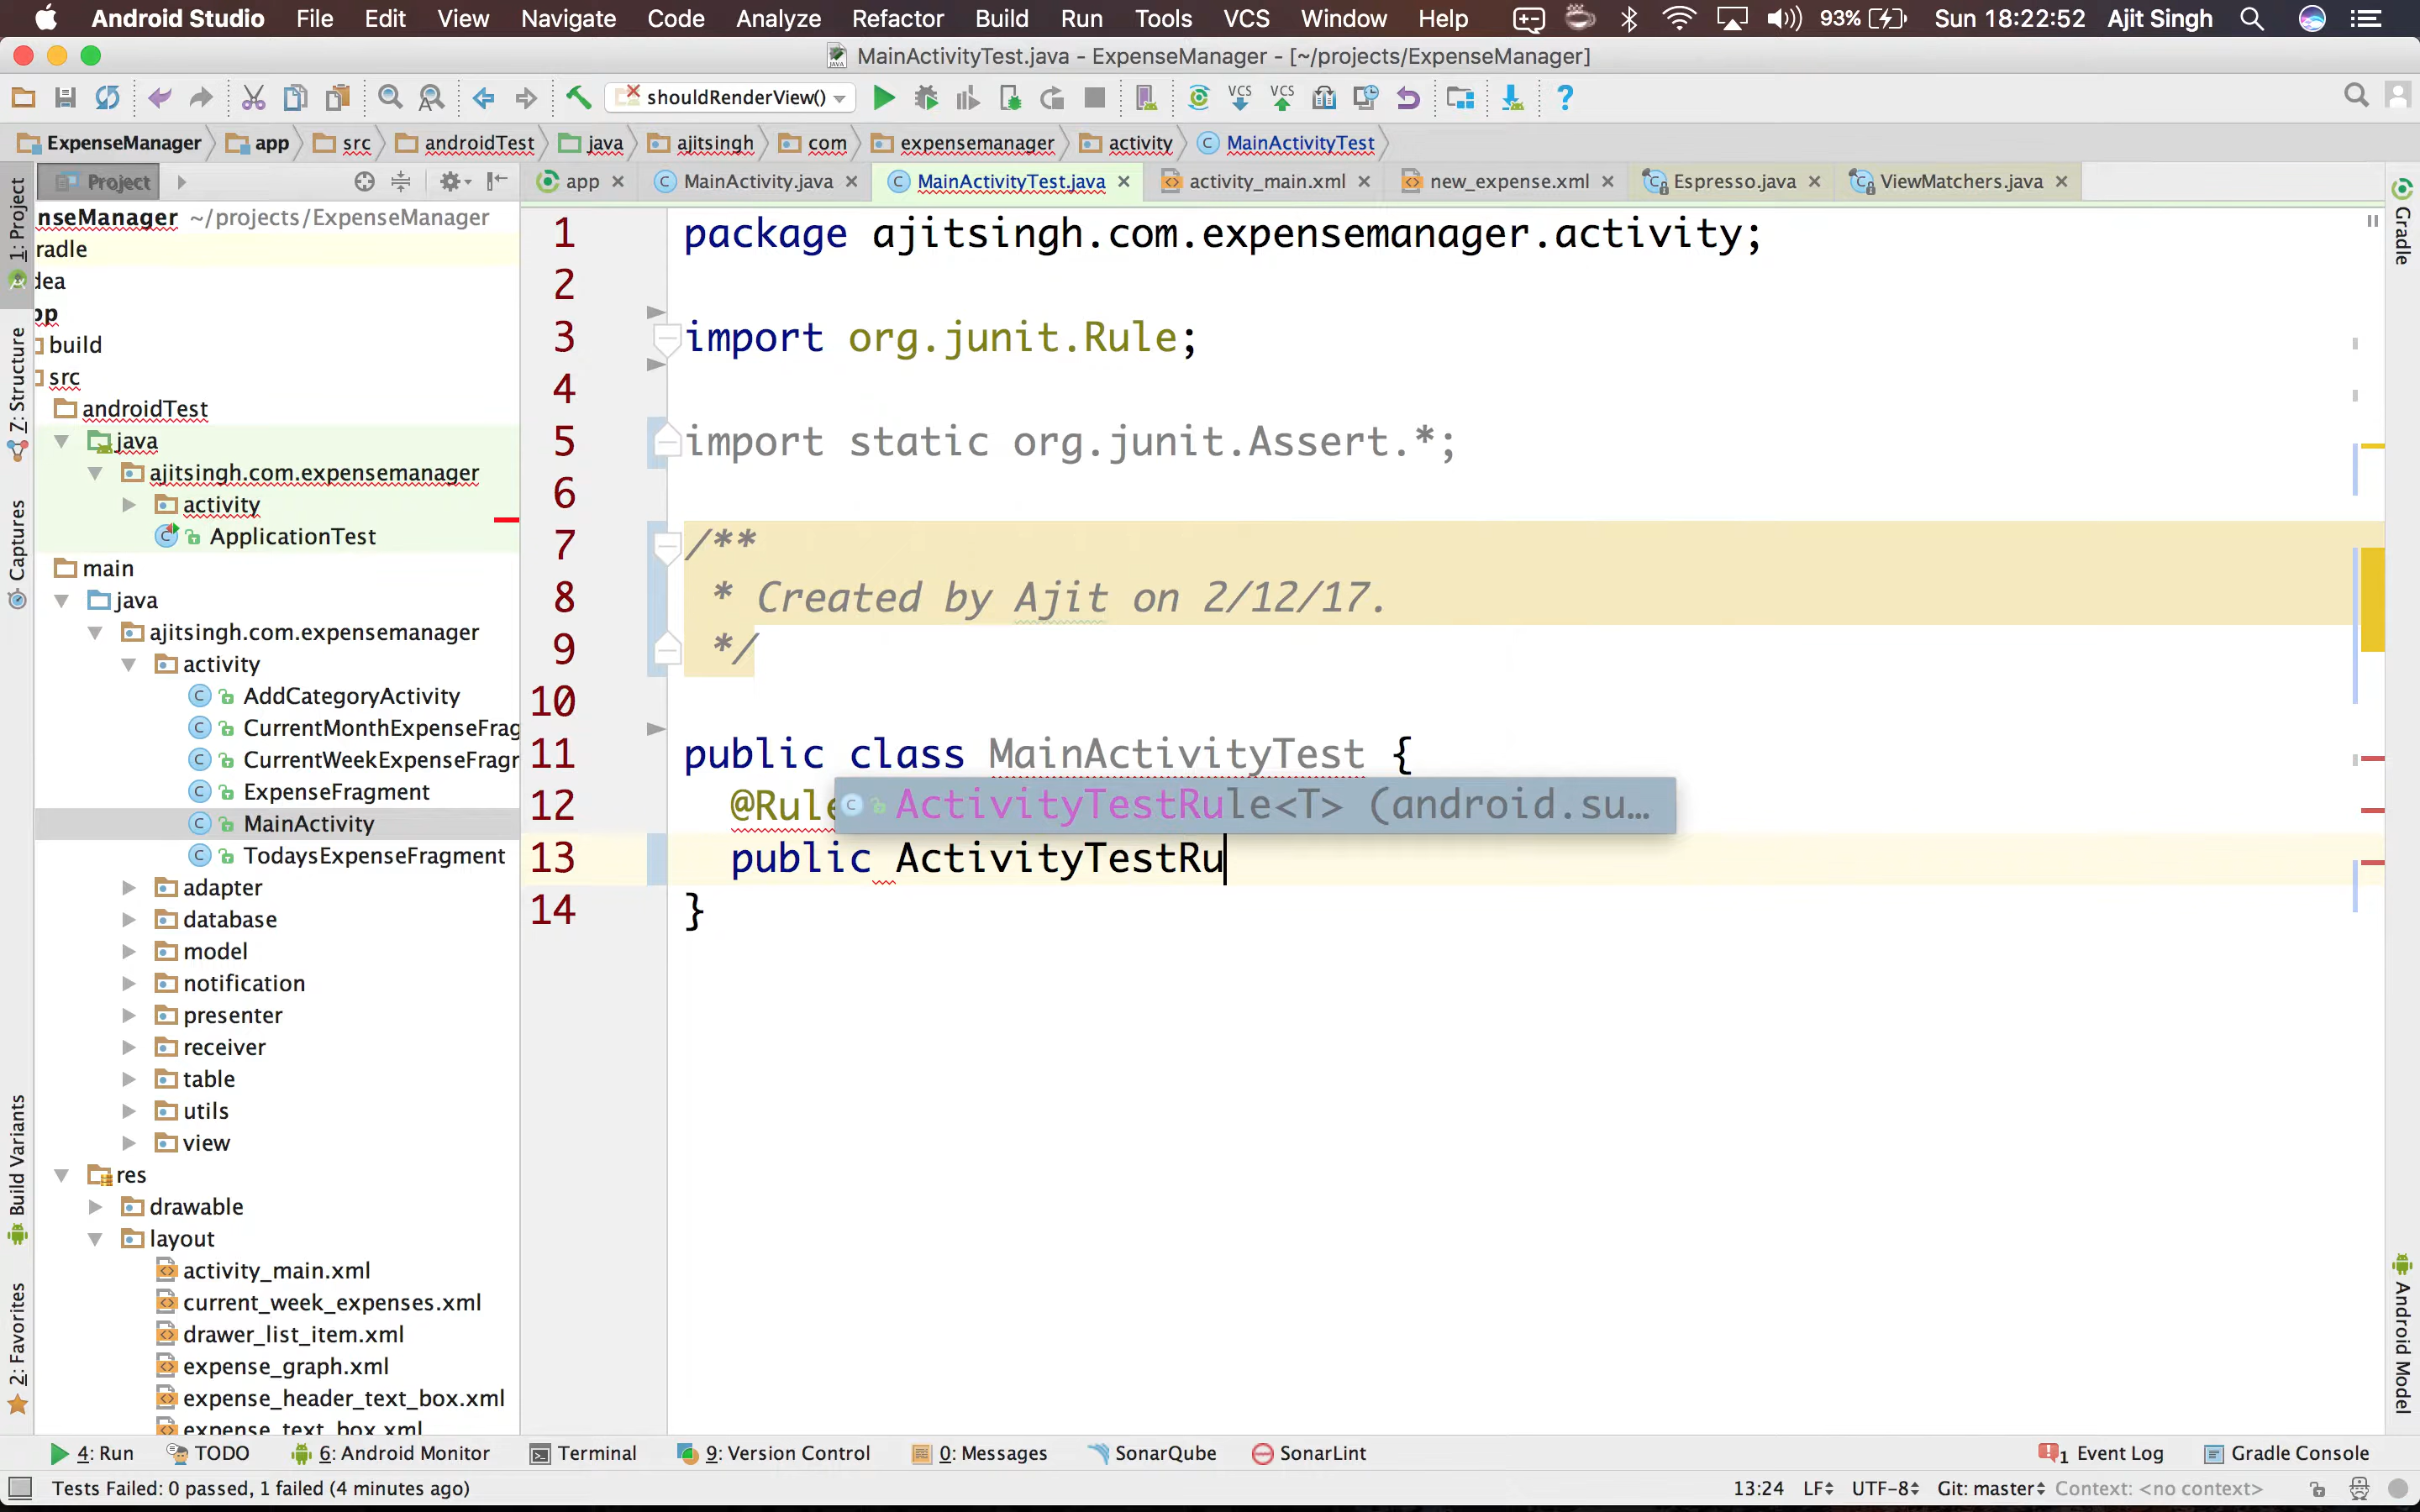 Android Studio File Edit View Navigate Code Analyze Refactor Build Run Tools VCS Window Help 93% Sun 18:22:52 Ajit Singh
MainActivityTest.java - ExpenseManager - [~/projects/ExpenseManager]
shouldRenderView() VCS VCS ?
ExpenseManager app src androidTest java ajitsingh com expensemanager activity MainActivityTest
Project app MainActivity.java MainActivityTest.java activity_main.xml new_expense.xml Espresso.java ViewMatchers.java
1: Project
7: Structure
Captures
Build Variants
2: Favorites
nseManager ~/projects/ExpenseManager
radle
dea
pp
build
src
androidTest
java
ajitsingh.com.expensemanager
activity
ApplicationTest
main
java
ajitsingh.com.expensemanager
activity
AddCategoryActivity
CurrentMonthExpenseFrag
CurrentWeekExpenseFragr
ExpenseFragment
MainActivity
TodaysExpenseFragment
adapter
database
model
notification
presenter
receiver
table
utils
view
res
drawable
layout
activity_main.xml
current_week_expenses.xml
drawer_list_item.xml
expense_graph.xml
expense_header_text_box.xml
expense_text_box.xml
1 package ajitsingh.com.expensemanager.activity;
2
3 import org.junit.Rule;
4
5 import static org.junit.Assert.*;
6
7 /**
8 * Created by Ajit on 2/12/17.
9 */
10
11 public class MainActivityTest {
12 @Rule
ActivityTestRule<T> (android.su…
13 public ActivityTestRu
14 }
Gradle
Android Model
4: Run TODO 6: Android Monitor Terminal 9: Version Control 0: Messages SonarQube SonarLint 1 Event Log Gradle Console
Tests Failed: 0 passed, 1 failed (4 minutes ago) 13:24 LF UTF-8 Git: master Context: <no context>